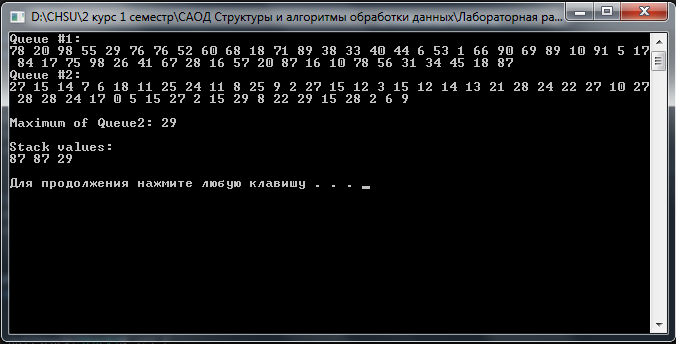 D:\CHSU\2 курс 1 семестр\САОД Структуры и алгоритмы обработки данных\Лабораторная ра...
Queue #1:
78 20 98 55 29 76 76 52 60 68 18 71 89 38 33 40 44 6 53 1 66 90 69 89 10 91 5 17
84 17 75 98 26 41 67 28 16 57 20 87 16 10 78 56 31 34 45 18 87
Queue #2:
27 15 14 7 6 18 11 25 24 11 8 25 9 2 27 15 12 3 15 12 14 13 21 28 24 22 27 10 27
28 28 24 17 0 5 15 27 2 15 29 8 22 29 15 28 2 6 9
Maximum of Queue2: 29
Stack values:
87 87 29
Для продолжения нажмите любую клавишу . . .